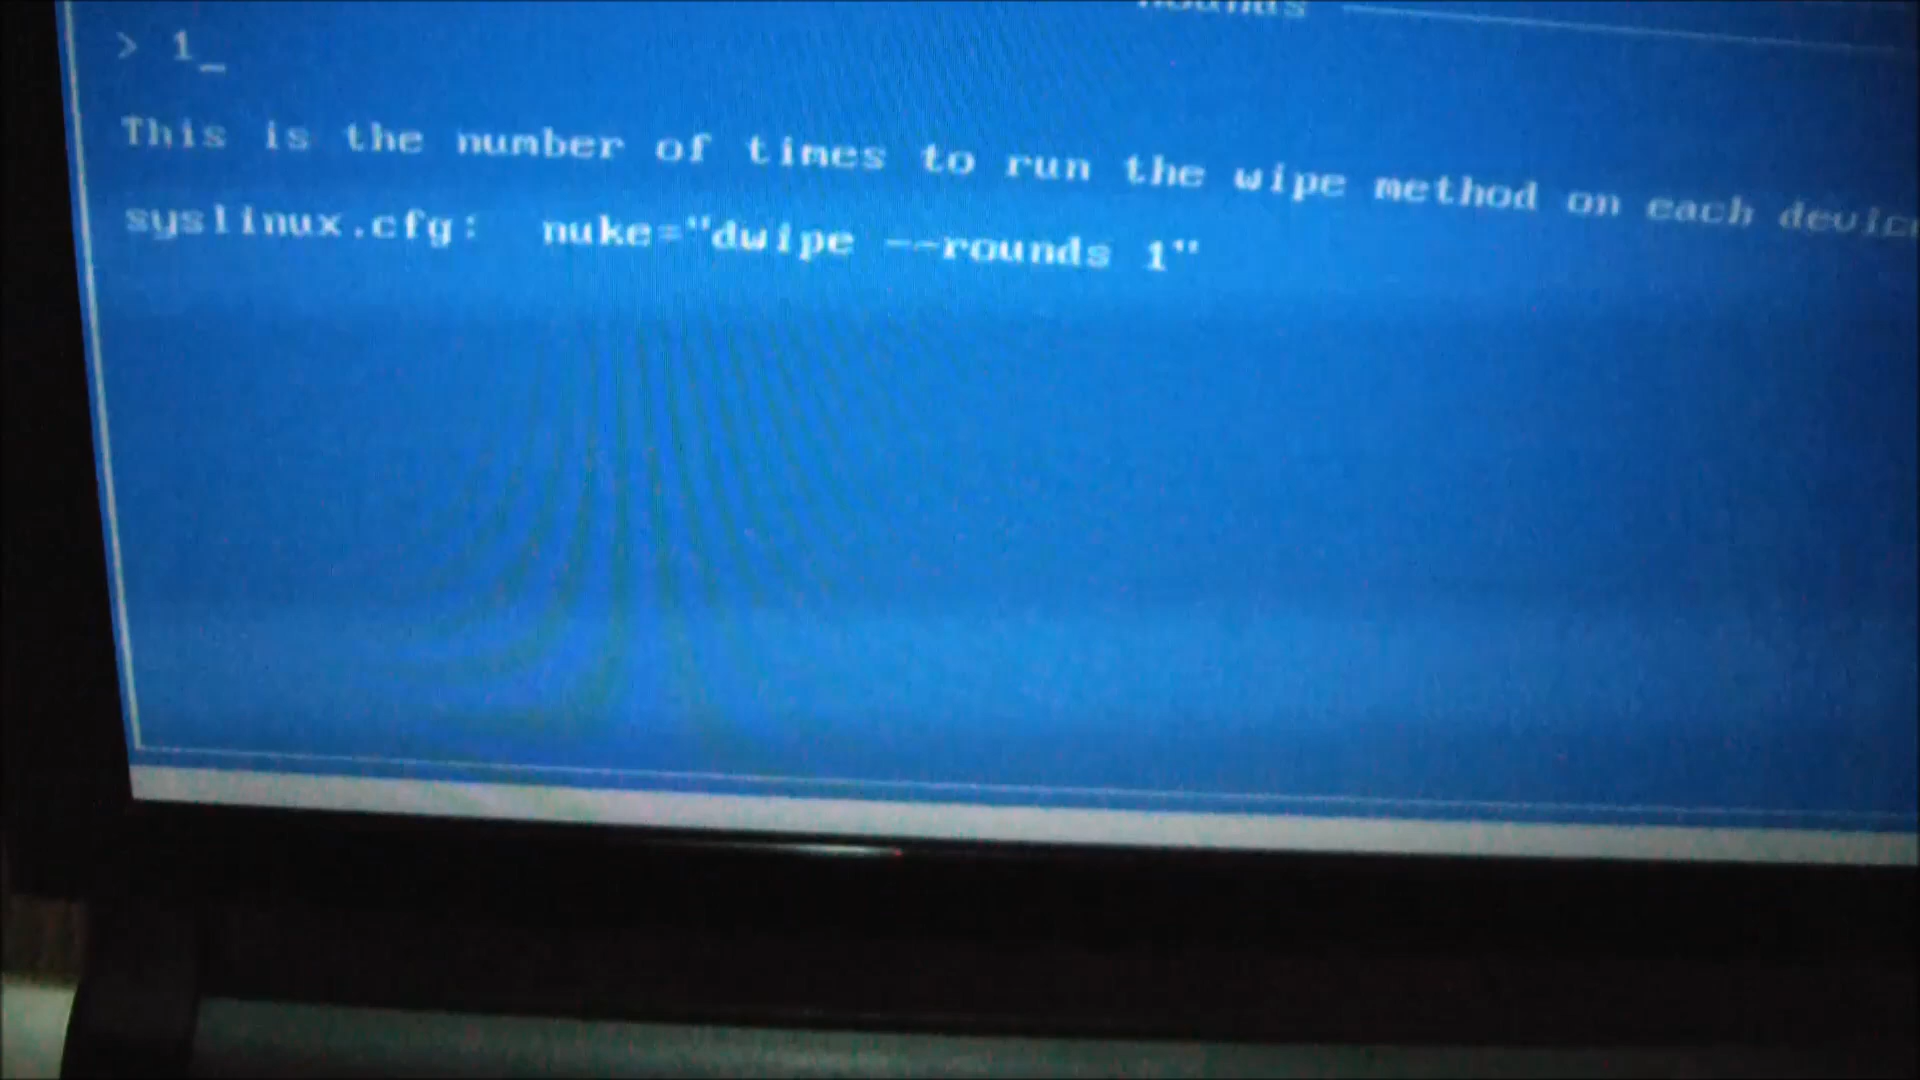 Rounds
> 1_
This is the number of times to run the wipe method on each
syslinux.cfg: nuke="dwipe --rounds 1"